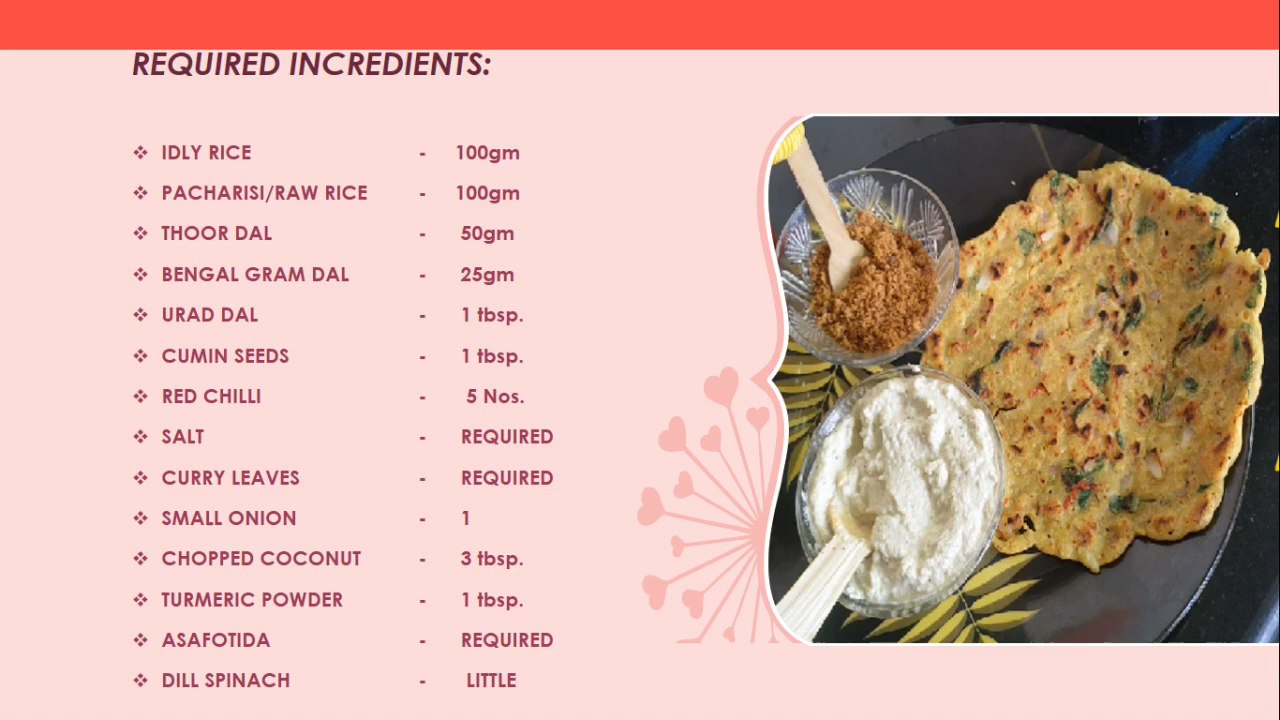 REQUIRED INCREDIENTS:
❖ IDLY RICE - 100gm
❖ PACHARISI/RAW RICE - 100gm
❖ THOOR DAL - 50gm
❖ BENGAL GRAM DAL - 25gm
❖ URAD DAL - 1 tbsp.
❖ CUMIN SEEDS - 1 tbsp.
❖ RED CHILLI - 5 Nos.
❖ SALT - REQUIRED
❖ CURRY LEAVES - REQUIRED
❖ SMALL ONION - 1
❖ CHOPPED COCONUT - 3 tbsp.
❖ TURMERIC POWDER - 1 tbsp.
❖ ASAFOTIDA - REQUIRED
❖ DILL SPINACH - LITTLE